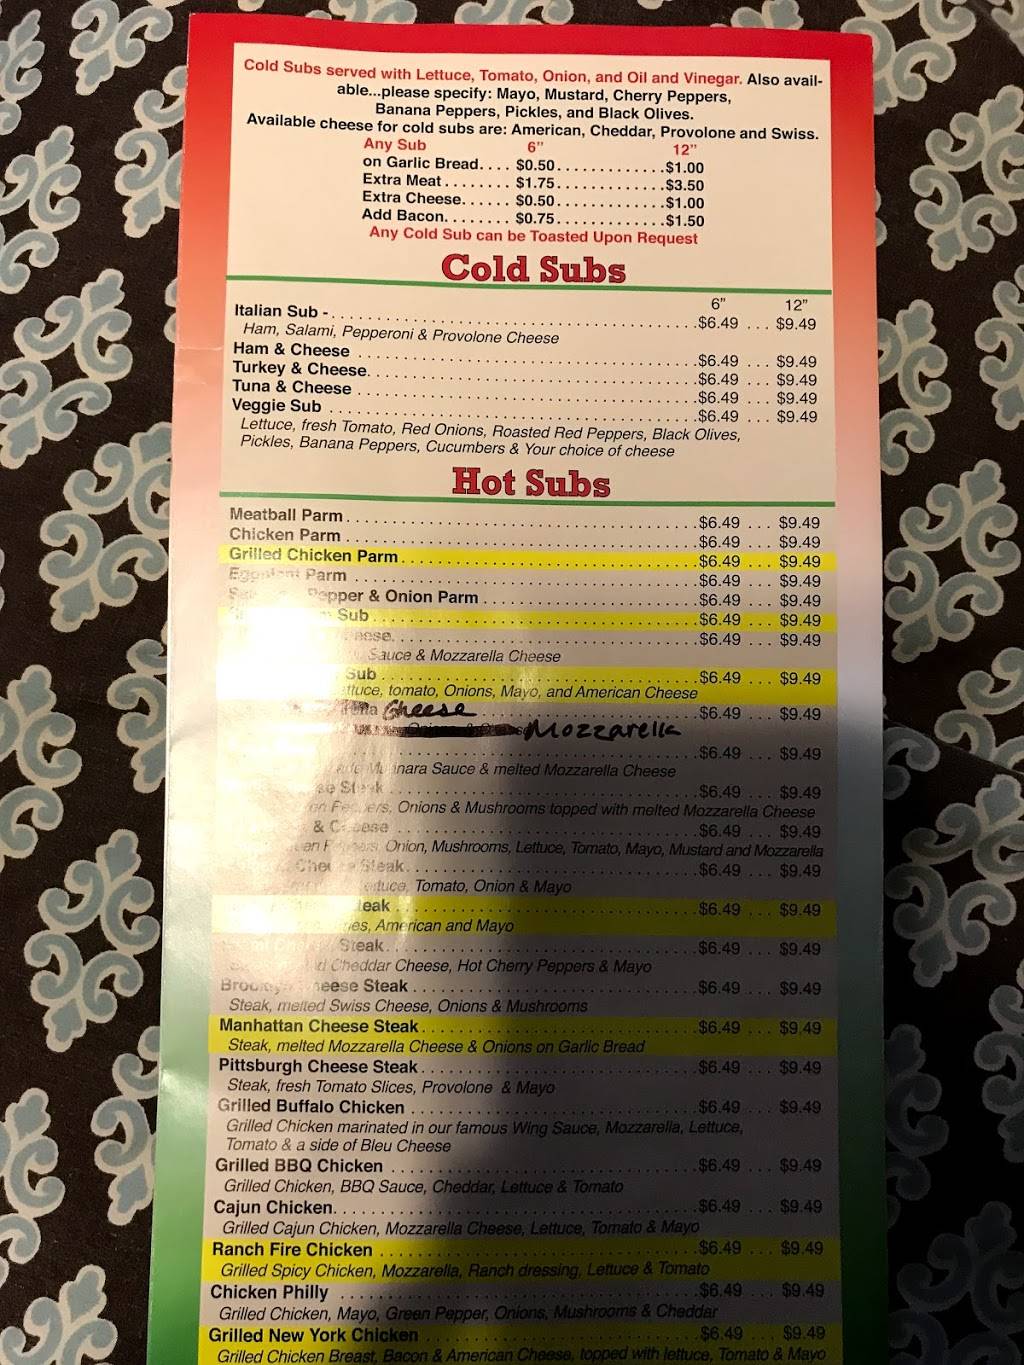 Cold Subs served with Lettuce, Tomato, Onion, and Oil and Vinegar. Also avail-
able...please specify: Mayo, Mustard, Cherry Peppers,
Banana Peppers, Pickles, and Black Olives.
Available cheese for cold subs are: American, Cheddar, Provolone and Swiss.
Any Sub 6" 12"
on Garlic Bread.... $0.50.............$1.00
Extra Meat........ $1.75.............$3.50
Extra Cheese...... $0.50.............$1.00
Add Bacon........ $0.75.............$1.50
Any Cold Sub can be Toasted Upon Request
Cold Subs
6" 12"
Italian Sub -........................................$6.49 ... $9.49
Ham, Salami, Pepperoni & Provolone Cheese
Ham & Cheese ........................................$6.49 ... $9.49
Turkey & Cheese........................................$6.49 ... $9.49
Tuna & Cheese ........................................$6.49 ... $9.49
Veggie Sub ........................................$6.49 ... $9.49
Lettuce, fresh Tomato, Red Onions, Roasted Red Peppers, Black Olives,
Pickles, Banana Peppers, Cucumbers & Your choice of cheese
Hot Subs
Meatball Parm........................................$6.49 ... $9.49
Chicken Parm........................................$6.49 ... $9.49
Grilled Chicken Parm........................................$6.49 ... $9.49
Eggplant Parm ........................................$6.49 ... $9.49
Pepper & Onion Parm ..............................$6.49 ... $9.49
Sub ........................................$6.49 ... $9.49
........................................$6.49 ... $9.49
Sauce & Mozzarella Cheese
Sub ........................................$6.49 ... $9.49
tomato, Onions, Mayo, and American Cheese
Cheese ..............................$6.49 ... $9.49
Mozzarella
........................................$6.49 ... $9.49
Sauce & melted Mozzarella Cheese
Steak ........................................$6.49 ... $9.49
Onions & Mushrooms topped with melted Mozzarella Cheese
& Cheese ........................................$6.49 ... $9.49
Onion, Mushrooms, Lettuce, Tomato, Mayo, Mustard and Mozzarella
Cheese Steak........................................$6.49 ... $9.49
Lettuce, Tomato, Onion & Mayo
Steak ........................................$6.49 ... $9.49
American and Mayo
Steak........................................$6.49 ... $9.49
Cheddar Cheese, Hot Cherry Peppers & Mayo
Brooklyn Cheese Steak ..............................$6.49 ... $9.49
Steak, melted Swiss Cheese, Onions & Mushrooms
Manhattan Cheese Steak..............................$6.49 ... $9.49
Steak, melted Mozzarella Cheese & Onions on Garlic Bread
Pittsburgh Cheese Steak..............................$6.49 ... $9.49
Steak, fresh Tomato Slices, Provolone & Mayo
Grilled Buffalo Chicken ..............................$6.49 ... $9.49
Grilled Chicken marinated in our famous Wing Sauce, Mozzarella, Lettuce,
Tomato & a side of Bleu Cheese
Grilled BBQ Chicken ..............................$6.49 ... $9.49
Grilled Chicken, BBQ Sauce, Cheddar, Lettuce & Tomato
Cajun Chicken........................................$6.49 ... $9.49
Grilled Cajun Chicken, Mozzarella Cheese, Lettuce, Tomato & Mayo
Ranch Fire Chicken ..............................$6.49 ... $9.49
Grilled Spicy Chicken, Mozzarella, Ranch dressing, Lettuce & Tomato
Chicken Philly ........................................$6.49 ... $9.49
Grilled Chicken, Mayo, Green Pepper, Onions, Mushrooms & Cheddar
Grilled New York Chicken ..............................$6.49 ... $9.49
Grilled Chicken Breast, Bacon & American Cheese, topped with lettuce, Tomato & Mayo